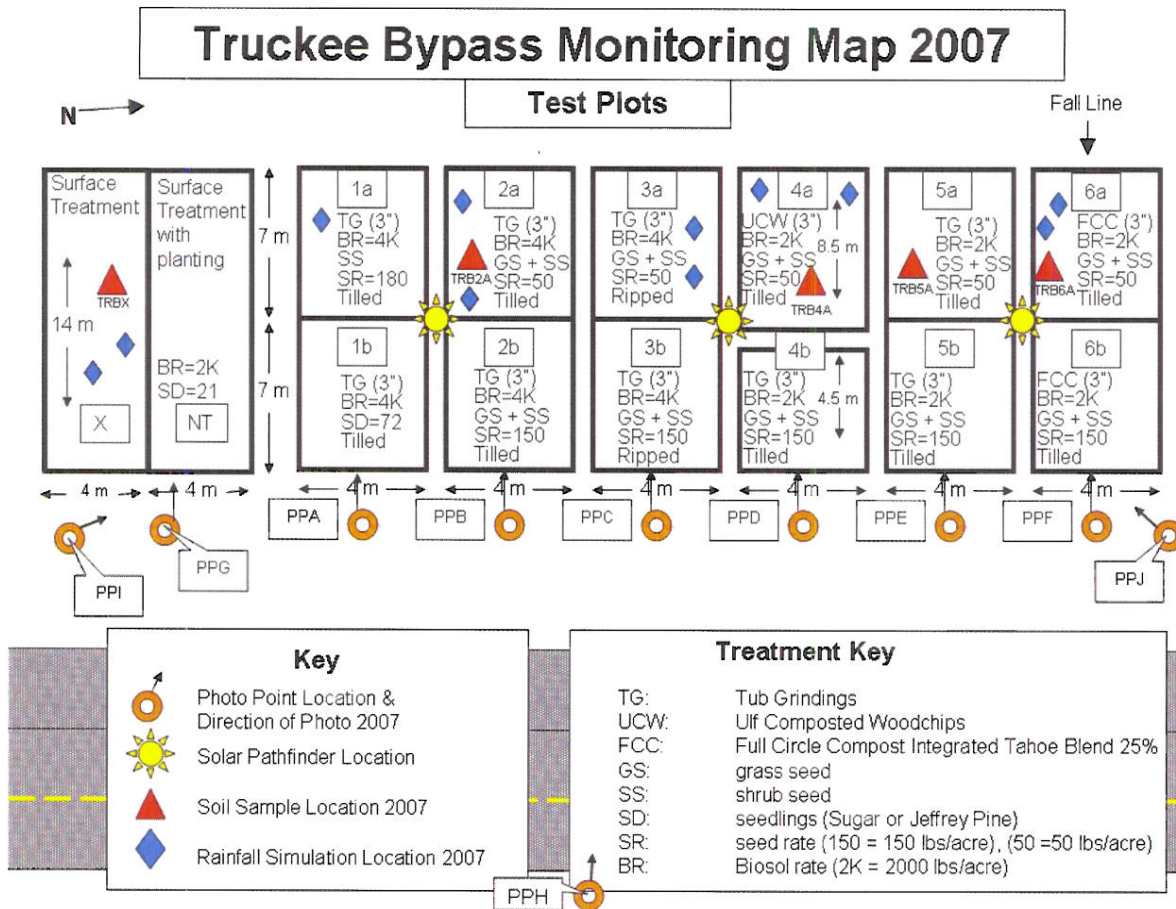 Truckee Bypass Monitoring Map 2007
Test Plots
N
Fall Line
Surface
Treatment
TRBX
14 m
X
Surface
Treatment
with
planting
BR=2K
SD=21
NT
7 m
7 m
1a
TG (3")
BR=4K
SS
SR=180
Tilled
2a
TG (3")
BR=4K
GS + SS
SR=50
Tilled
TRB2A
3a
TG (3")
BR=4K
GS + SS
SR=50
Ripped
4a
UCW (3")
BR=2K
GS + SS
SR=50
Tilled
TRB4A
8.5 m
5a
TG (3")
BR=2K
GS + SS
SR=50
Tilled
TRB5A
6a
FCC (3")
BR=2K
GS + SS
SR=50
Tilled
TRB6A
1b
TG (3")
BR=4K
SD=72
Tilled
2b
TG (3")
BR=4K
GS + SS
SR=150
Tilled
3b
TG (3")
BR=4K
GS + SS
SR=150
Ripped
4b
TG (3")
BR=2K
GS + SS
SR=150
Tilled
4.5 m
5b
TG (3")
BR=2K
GS + SS
SR=150
Tilled
6b
FCC (3")
BR=2K
GS + SS
SR=150
Tilled
4 m
4 m
4 m
4 m
4 m
4 m
4 m
4 m
PPI
PPG
PPA
PPB
PPC
PPD
PPE
PPF
PPJ
Key
Photo Point Location &
Direction of Photo 2007
Solar Pathfinder Location
Soil Sample Location 2007
Rainfall Simulation Location 2007
PPH
Treatment Key
TG: Tub Grindings
UCW: Ulf Composted Woodchips
FCC: Full Circle Compost Integrated Tahoe Blend 25%
GS: grass seed
SS: shrub seed
SD: seedlings (Sugar or Jeffrey Pine)
SR: seed rate (150 = 150 lbs/acre), (50 =50 lbs/acre)
BR: Biosol rate (2K = 2000 lbs/acre)